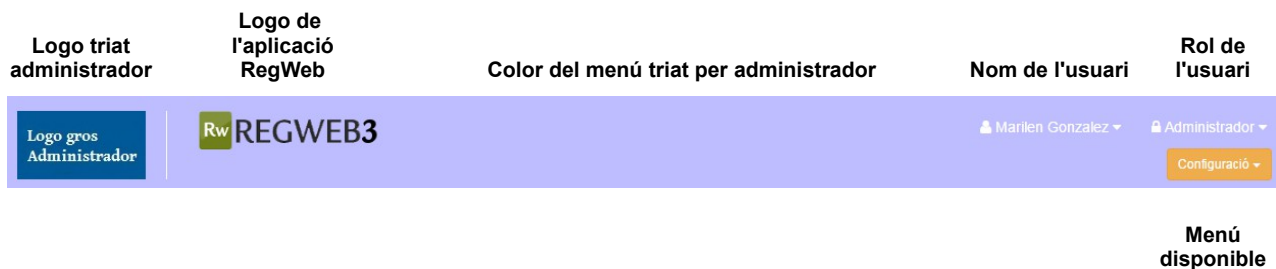 Logo triat
administrador
Logo de
l'aplicació
RegWeb
Color del menú triat per administrador
Nom de l'usuari
Rol de
l'usuari
Logo gros
Administrador
Rw REGWEB3
Marilen Gonzalez
Administrador
Configuració
Menú
disponible